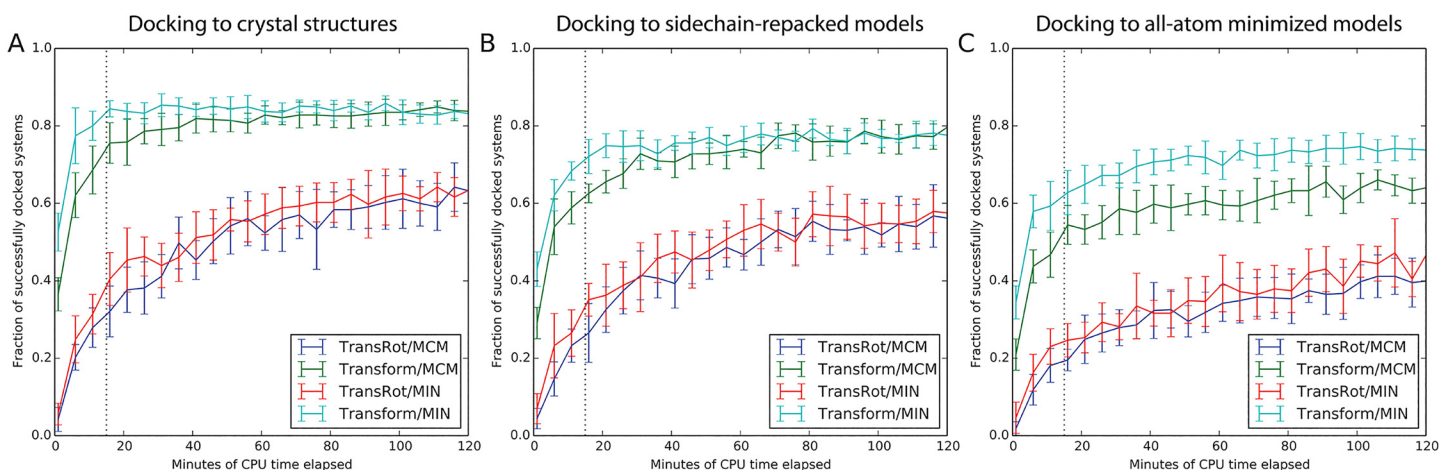 Docking to crystal structures
Docking to sidechain-repacked models
Docking to all-atom minimized models
A
1.0
0.8
0.6
0.4
0.2
0.0
Fraction of successfully docked systems
TransRot/MCM
Transform/MCM
TransRot/MIN
Transform/MIN
20
40
60
80
100
120
Minutes of CPU time elapsed
B
1.0
0.8
0.6
0.4
0.2
0.0
Fraction of successfully docked systems
TransRot/MCM
Transform/MCM
TransRot/MIN
Transform/MIN
0
20
40
60
80
100
120
Minutes of CPU time elapsed
C
1.0
0.8
0.6
0.4
0.2
0.0
Fraction of successfully docked systems
TransRot/MCM
Transform/MCM
TransRot/MIN
Transform/MIN
0
20
40
60
80
100
120
Minutes of CPU time elapsed